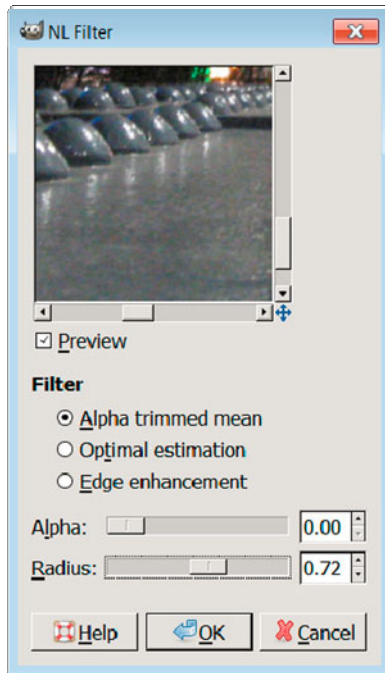 NL Filter
Preview
Filter
Alpha trimmed mean
Optimal estimation
Edge enhancement
Alpha: 0.00
Radius: 0.72
Help OK Cancel